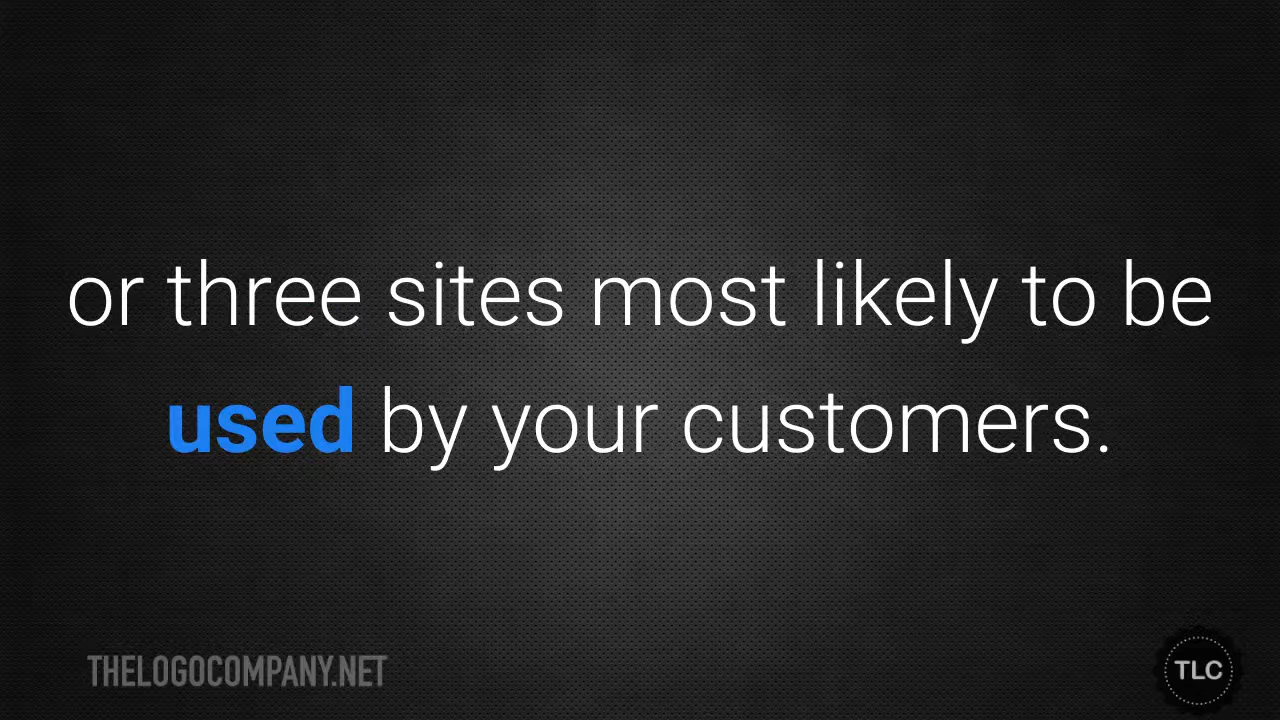 or three sites most likely to be
used by your customers.
THELOGOCOMPANY.NET
TLC